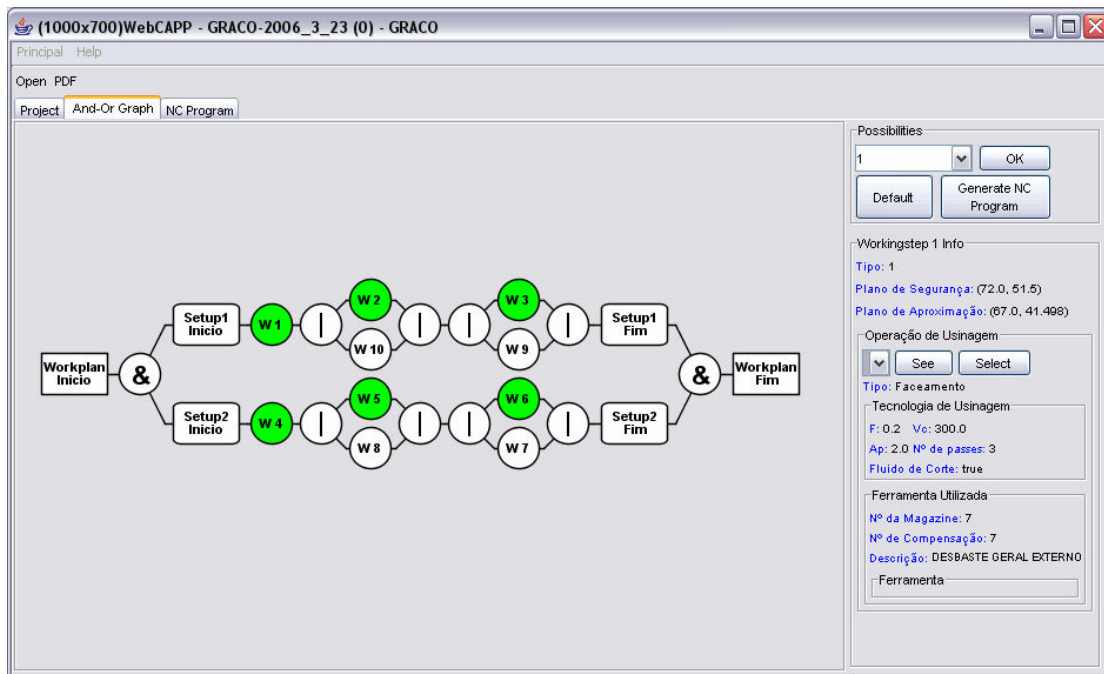 (1000x700)WebCAPP - GRACO-2006_3_23 (0) - GRACO
Principal Help
Open PDF
Project And-Or Graph NC Program
Possibilities
1 OK
Default
Generate NC
Program
Workingstep 1 Info
Tipo: 1
Plano de Segurança: (72.0, 51.5)
Plano de Aproximação: (67.0, 41.498)
Operação de Usinagem
See Select
Tipo: Faceamento
Tecnologia de Usinagem
F: 0.2 Vc: 300.0
Ap: 2.0 Nº de passes: 3
Fluido de Corte: true
Ferramenta Utilizada
Nº da Magazine: 7
Nº de Compensação: 7
Descrição: DESBASTE GERAL EXTERNO
Ferramenta
Workplan
Inicio
&
Setup1
Inicio
W 1
|
W 2
W 10
|
|
W 3
W 9
|
Setup1
Fim
Setup2
Inicio
W 4
|
W 5
W 8
|
|
W 6
W 7
|
Setup2
Fim
&
Workplan
Fim